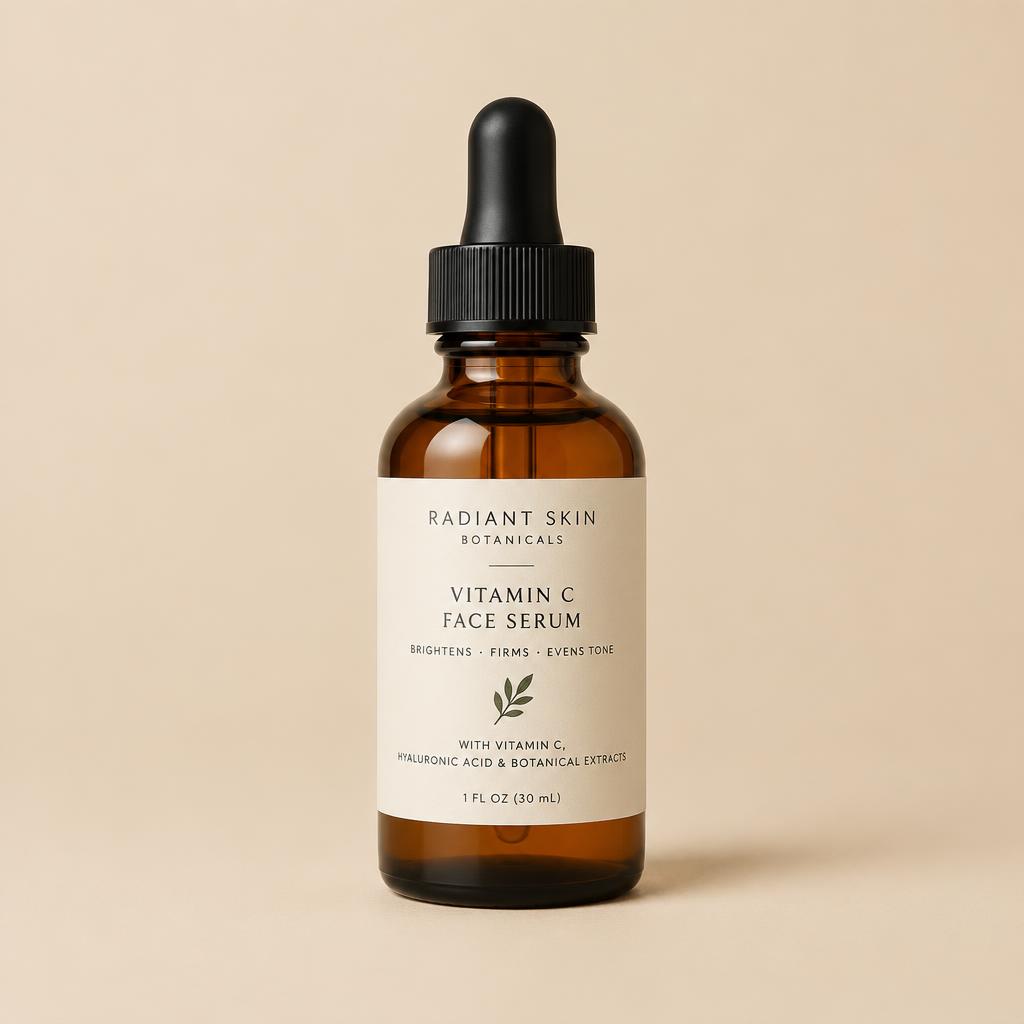 RADIANT SKIN
BOTANICALS
VITAMIN C
FACE SERUM
BRIGHTENS · FIRMS · EVENS TONE
WITH VITAMIN C,
HYALURONIC ACID & BOTANICAL EXTRACTS
1 FL OZ (30 mL)